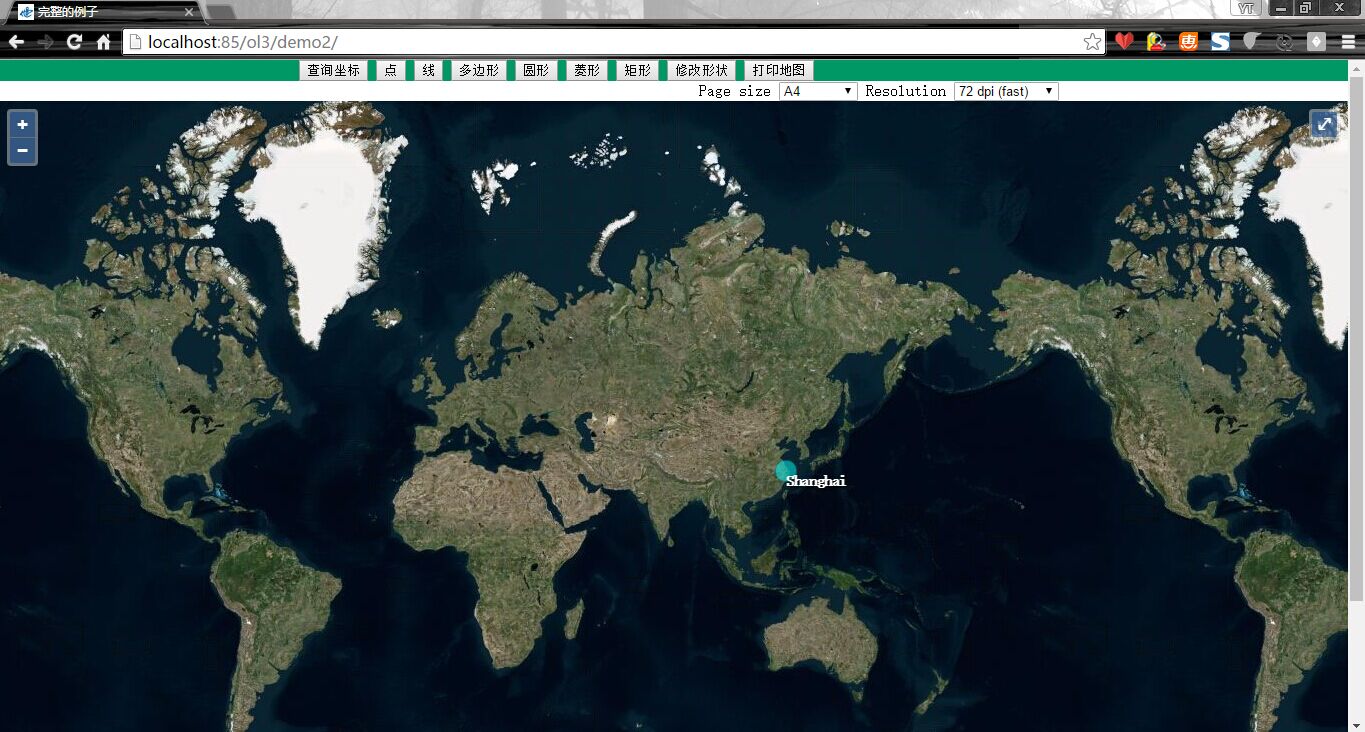 完整的例子
YT
localhost:85/ol3/demo2/
查询坐标 点 线 多边形 圆形 菱形 矩形 修改形状 打印地图
Page size A4 Resolution 72 dpi (fast)
+
−
Shanghai